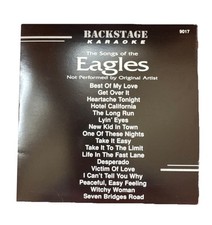 BACKSTAGE
KARAOKE
9017
The Songs of the
Eagles
Not Performed by Original Artist
Best Of My Love
Get Over It
Heartache Tonight
Hotel California
The Long Run
Lyin' Eyes
New Kid In Town
One Of These Nights
Take It Easy
Take It To The Limit
Life In The Fast Lane
Desperado
Victim Of Love
I Can't Tell You Why
Peaceful, Easy Feeling
Witchy Woman
Seven Bridges Road